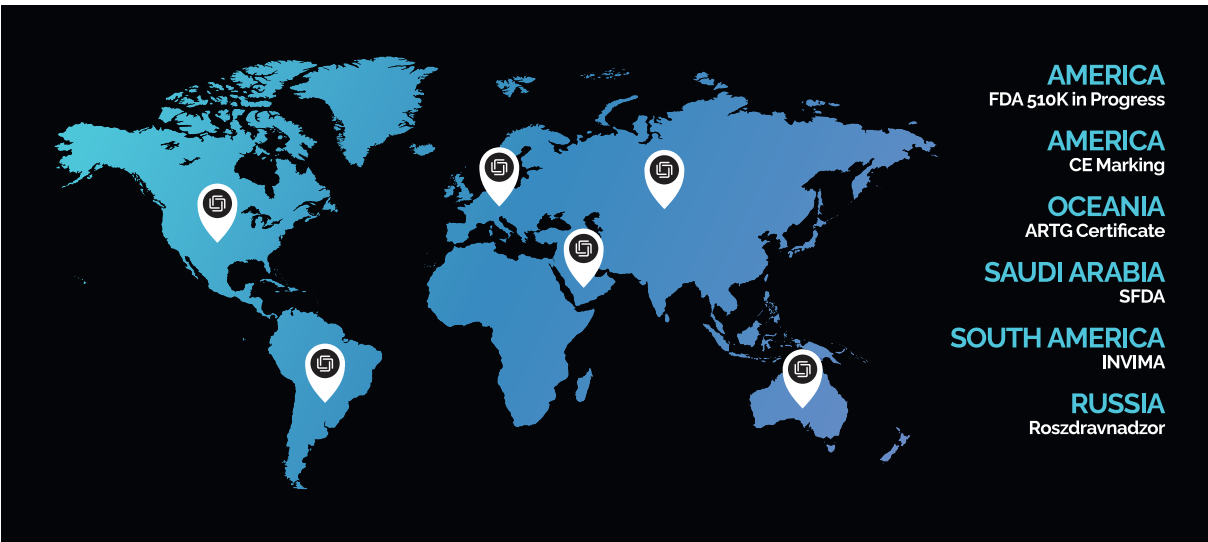 AMERICA
FDA 510K in Progress
AMERICA
CE Marking
OCEANIA
ARTG Certificate
SAUDI ARABIA
SFDA
SOUTH AMERICA
INVIMA
RUSSIA
Roszdravnadzor